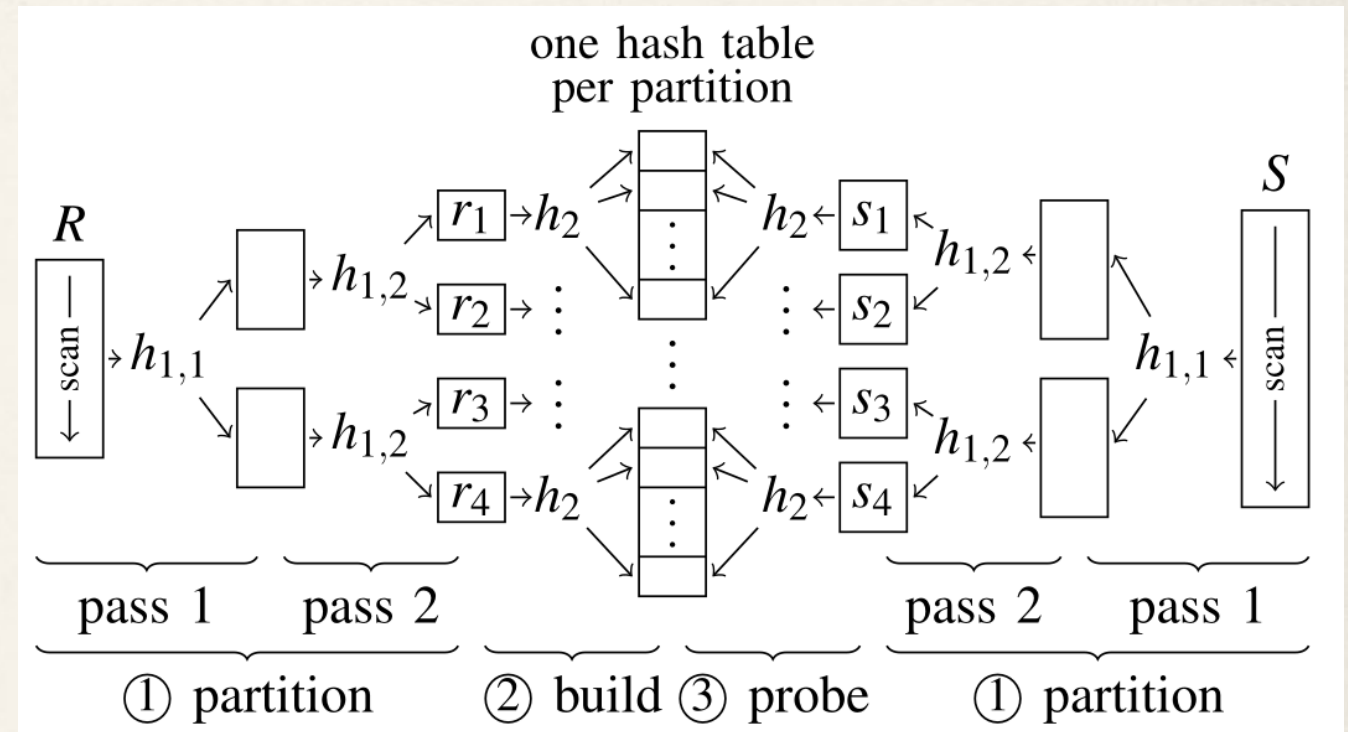 one hash table
per partition
R
S
scan
h1,1
h1,2
h1,2
r1
r2
r3
r4
h2
h2
h2
h2
s1
s2
s3
s4
h1,2
h1,2
h1,1
scan
pass 1
pass 2
pass 2
pass 1
① partition
② build
③ probe
① partition